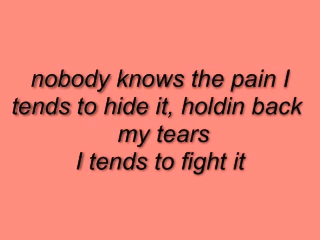 nobody knows the pain I
tends to hide it, holdin back
my tears
I tends to fight it